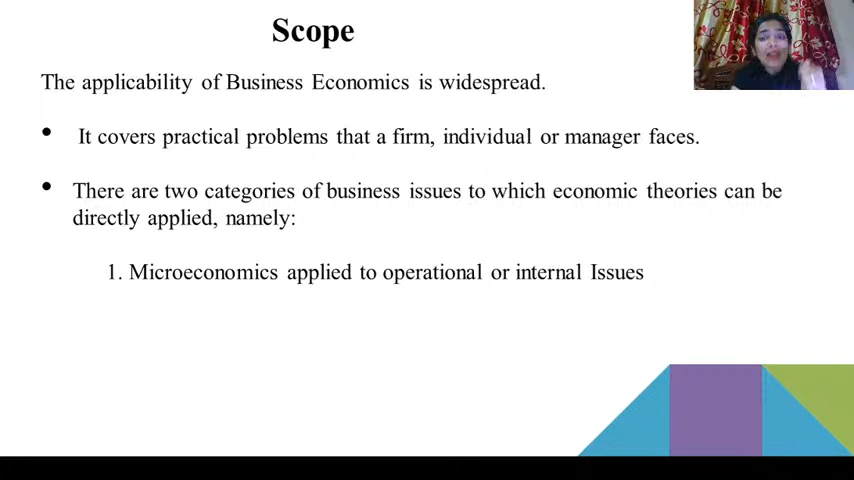 Scope
The applicability of Business Economics is widespread.
• It covers practical problems that a firm, individual or manager faces.
• There are two categories of business issues to which economic theories can be
directly applied, namely:
1. Microeconomics applied to operational or internal Issues